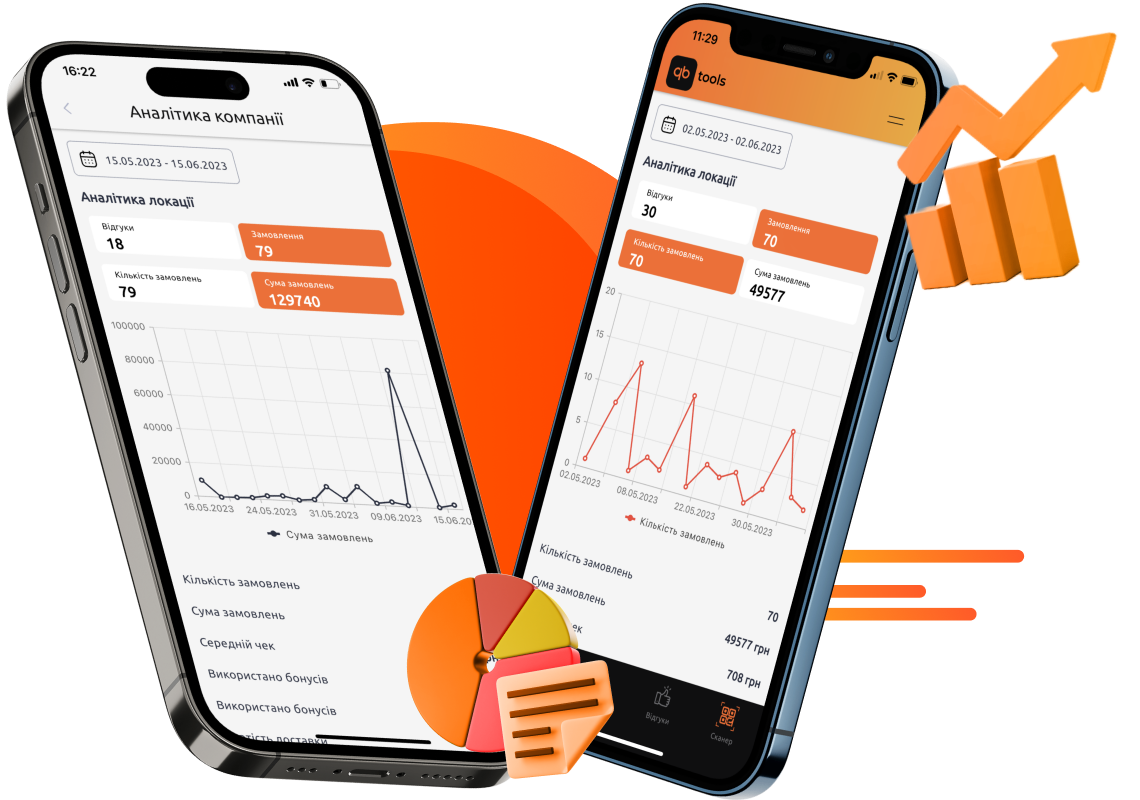 16:22
Аналітика компанії
15.05.2023 - 15.06.2023
Аналітика локації
Відгуки
18
Замовлення
79
Кількість замовлень
79
Сума замовлень
129740
100000
80000
60000
40000
20000
0
16.05.2023
24.05.2023
31.05.2023
09.06.2023
15.06.20
Сума замовлень
Кількість замовлень
Сума замовлень
Середній чек
Використано бонусів
Використано бонусів
тість доставки
11:29
qb tools
02.05.2023 - 02.06.2023
Аналітика локації
Відгуки
30
Замовлення
70
Кількість замовлень
70
Сума замовлень
49577
20
15
10
5
0
02.05.2023
08.05.2023
22.05.2023
30.05.2023
Кількість замовлень
Кількість замовлень
70
Сума замовлень
49577 грн
ек
708 грн
Відгуки
Сканер